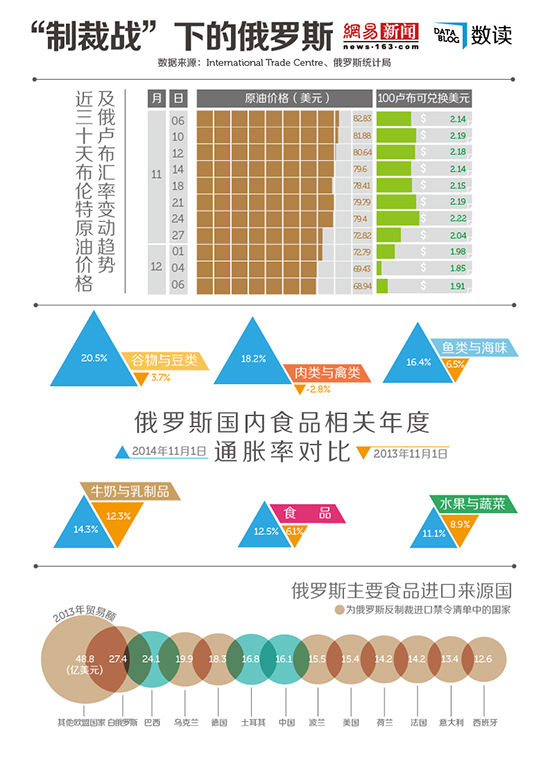 “制裁战”下的俄罗斯
網易 新闻
news·163.com
DATA BLOG 数读
数据来源：International Trade Centre、俄罗斯统计局
近三十天布伦特原油价格
及俄卢布汇率变动趋势
月 日 原油价格（美元） 100卢布可兑换美元
11
06 82.83 $ 2.14
10 81.88 $ 2.19
12 80.64 $ 2.18
14 79.6 $ 2.14
18 78.41 $ 2.15
21 79.79 $ 2.19
24 79.4 $ 2.22
27 72.82 $ 2.04
12
01 72.79 $ 1.98
04 69.43 $ 1.85
06 68.94 $ 1.91
20.5% 谷物与豆类 3.7%
18.2% 肉类与禽类 -2.8%
16.4% 鱼类与海味 6.5%
俄罗斯国内食品相关年度
通胀率对比
2014年11月1日
2013年11月1日
14.3% 牛奶与乳制品 12.3%
12.5% 食 品 6.1%
11.1% 水果与蔬菜 8.9%
俄罗斯主要食品进口来源国
为俄罗斯反制裁进口禁令清单中的国家
2013年贸易额
48.8 27.4 24.1 19.9 18.3 16.8 16.1 15.5 15.4 14.2 14.2 13.4 12.6
(亿美元)
其他欧盟国家 白俄罗斯 巴西 乌克兰 德国 土耳其 中国 波兰 美国 荷兰 法国 意大利 西班牙